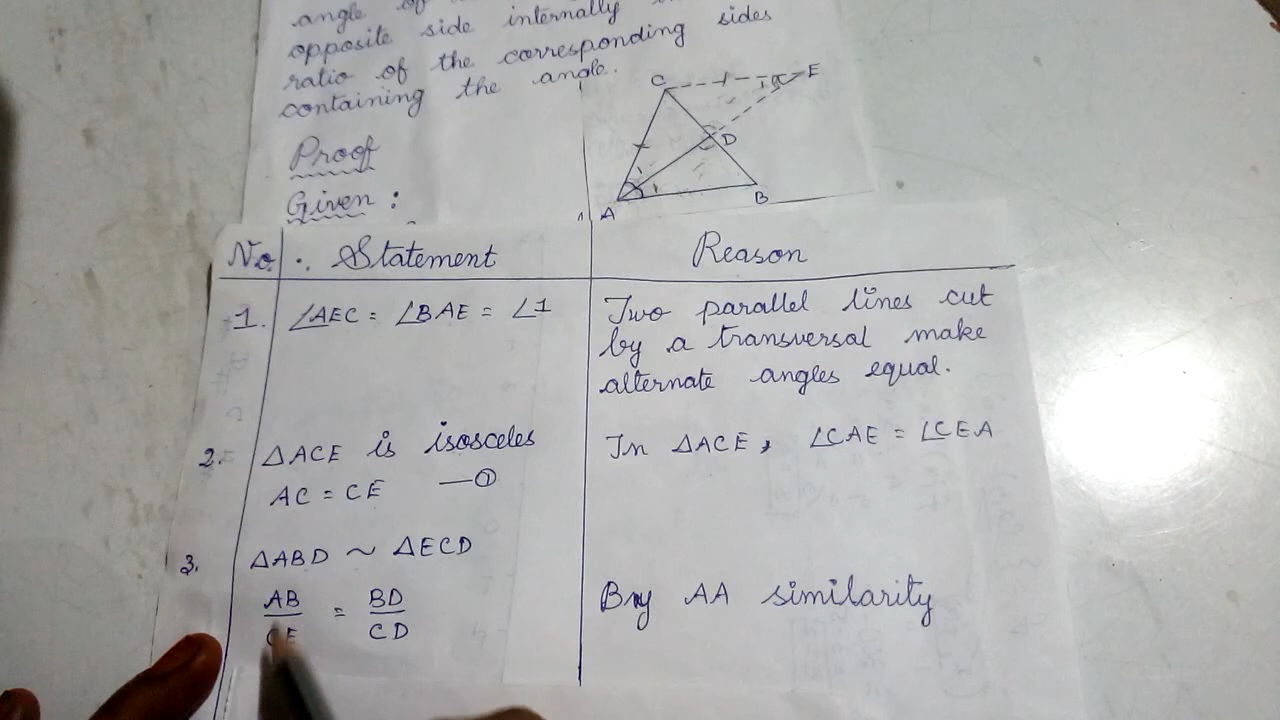 angle of
opposite side internally
ratio of the corresponding sides
containing the angle.
Proof
Given :
C
E
D
A
B
No. Statement Reason
1. ∠AEC = ∠BAE = ∠1
Two parallel lines cut
by a transversal make
alternate angles equal.
2. ΔACE is isosceles
AC = CE —①
In ΔACE, ∠CAE = ∠CEA
3. ΔABD ~ ΔECD
AB/CE = BD/CD
By AA similarity